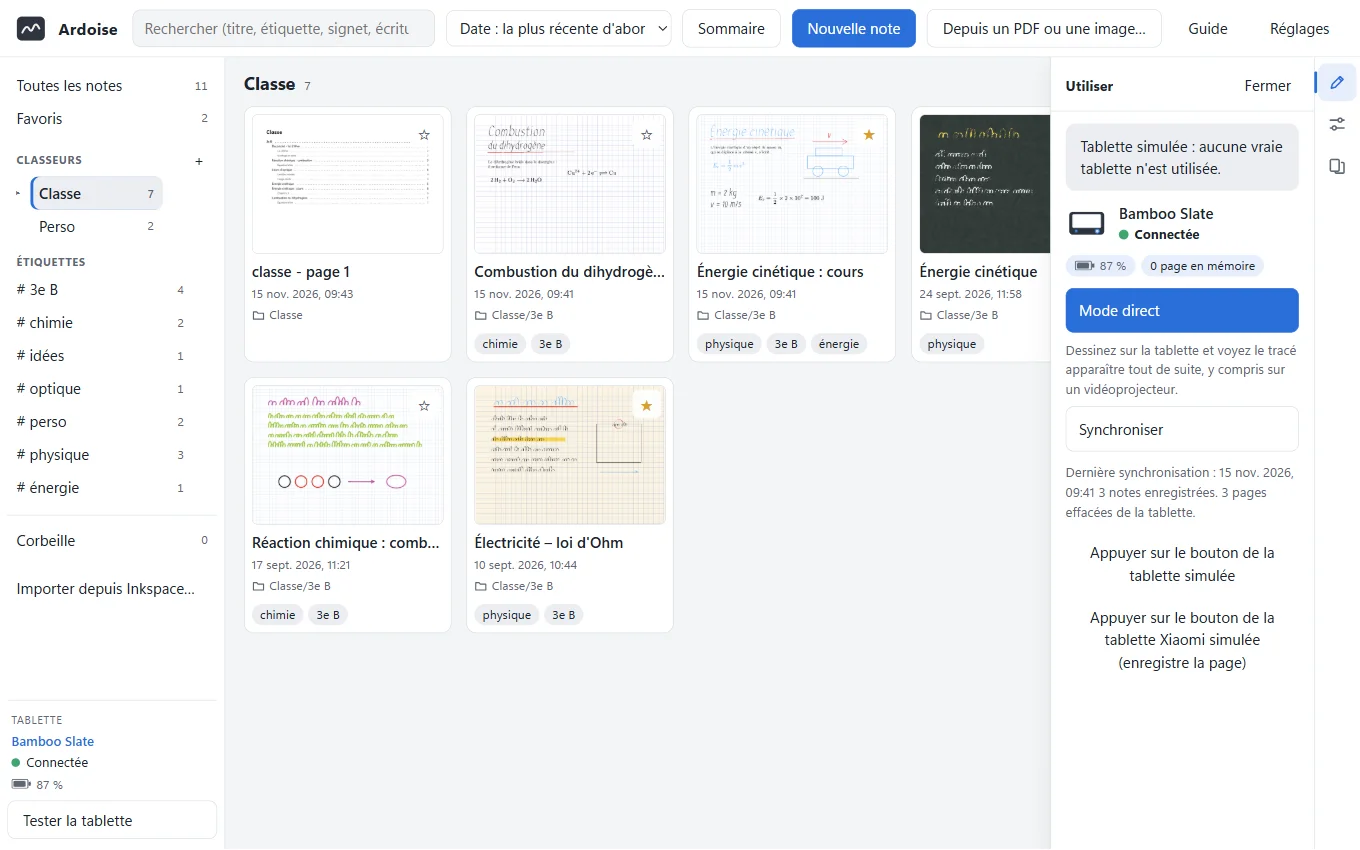 Ardoise
Rechercher (titre, étiquette, signet, écritu
Date : la plus récente d'abor
Sommaire
Nouvelle note
Depuis un PDF ou une image...
Guide
Réglages
Toutes les notes 11
Favoris 2
CLASSEURS +
Classe 7
Perso 2
ÉTIQUETTES
# 3e B 4
# chimie 2
# idées 1
# optique 1
# perso 2
# physique 3
# énergie 1
Corbeille 0
Importer depuis Inkspace...
TABLETTE
Bamboo Slate
Connectée
87 %
Tester la tablette
Classe 7
Classe
classe - page 1
15 nov. 2026, 09:43
Classe
Combustion
du dihydrogène
2 H₂ + O₂ → 2 H₂O
Combustion du dihydrogè...
15 nov. 2026, 09:41
Classe/3e B
chimie 3e B
Énergie cinétique
v
m = 2 kg
v = 10 m/s
Énergie cinétique : cours
15 nov. 2026, 09:41
Classe/3e B
physique 3e B énergie
Énergie cinétique
24 sept. 2026, 11:58
Classe/3e B
physique
Réaction chimique : comb...
17 sept. 2026, 11:21
Classe/3e B
chimie 3e B
Électricité – loi d'Ohm
10 sept. 2026, 10:44
Classe/3e B
physique 3e B
Utiliser
Fermer
Tablette simulée : aucune vraie
tablette n'est utilisée.
Bamboo Slate
Connectée
87 % 0 page en mémoire
Mode direct
Dessinez sur la tablette et voyez le tracé
apparaître tout de suite, y compris sur
un vidéoprojecteur.
Synchroniser
Dernière synchronisation : 15 nov. 2026,
09:41 3 notes enregistrées. 3 pages
effacées de la tablette.
Appuyer sur le bouton de la
tablette simulée
Appuyer sur le bouton de la
tablette Xiaomi simulée
(enregistre la page)